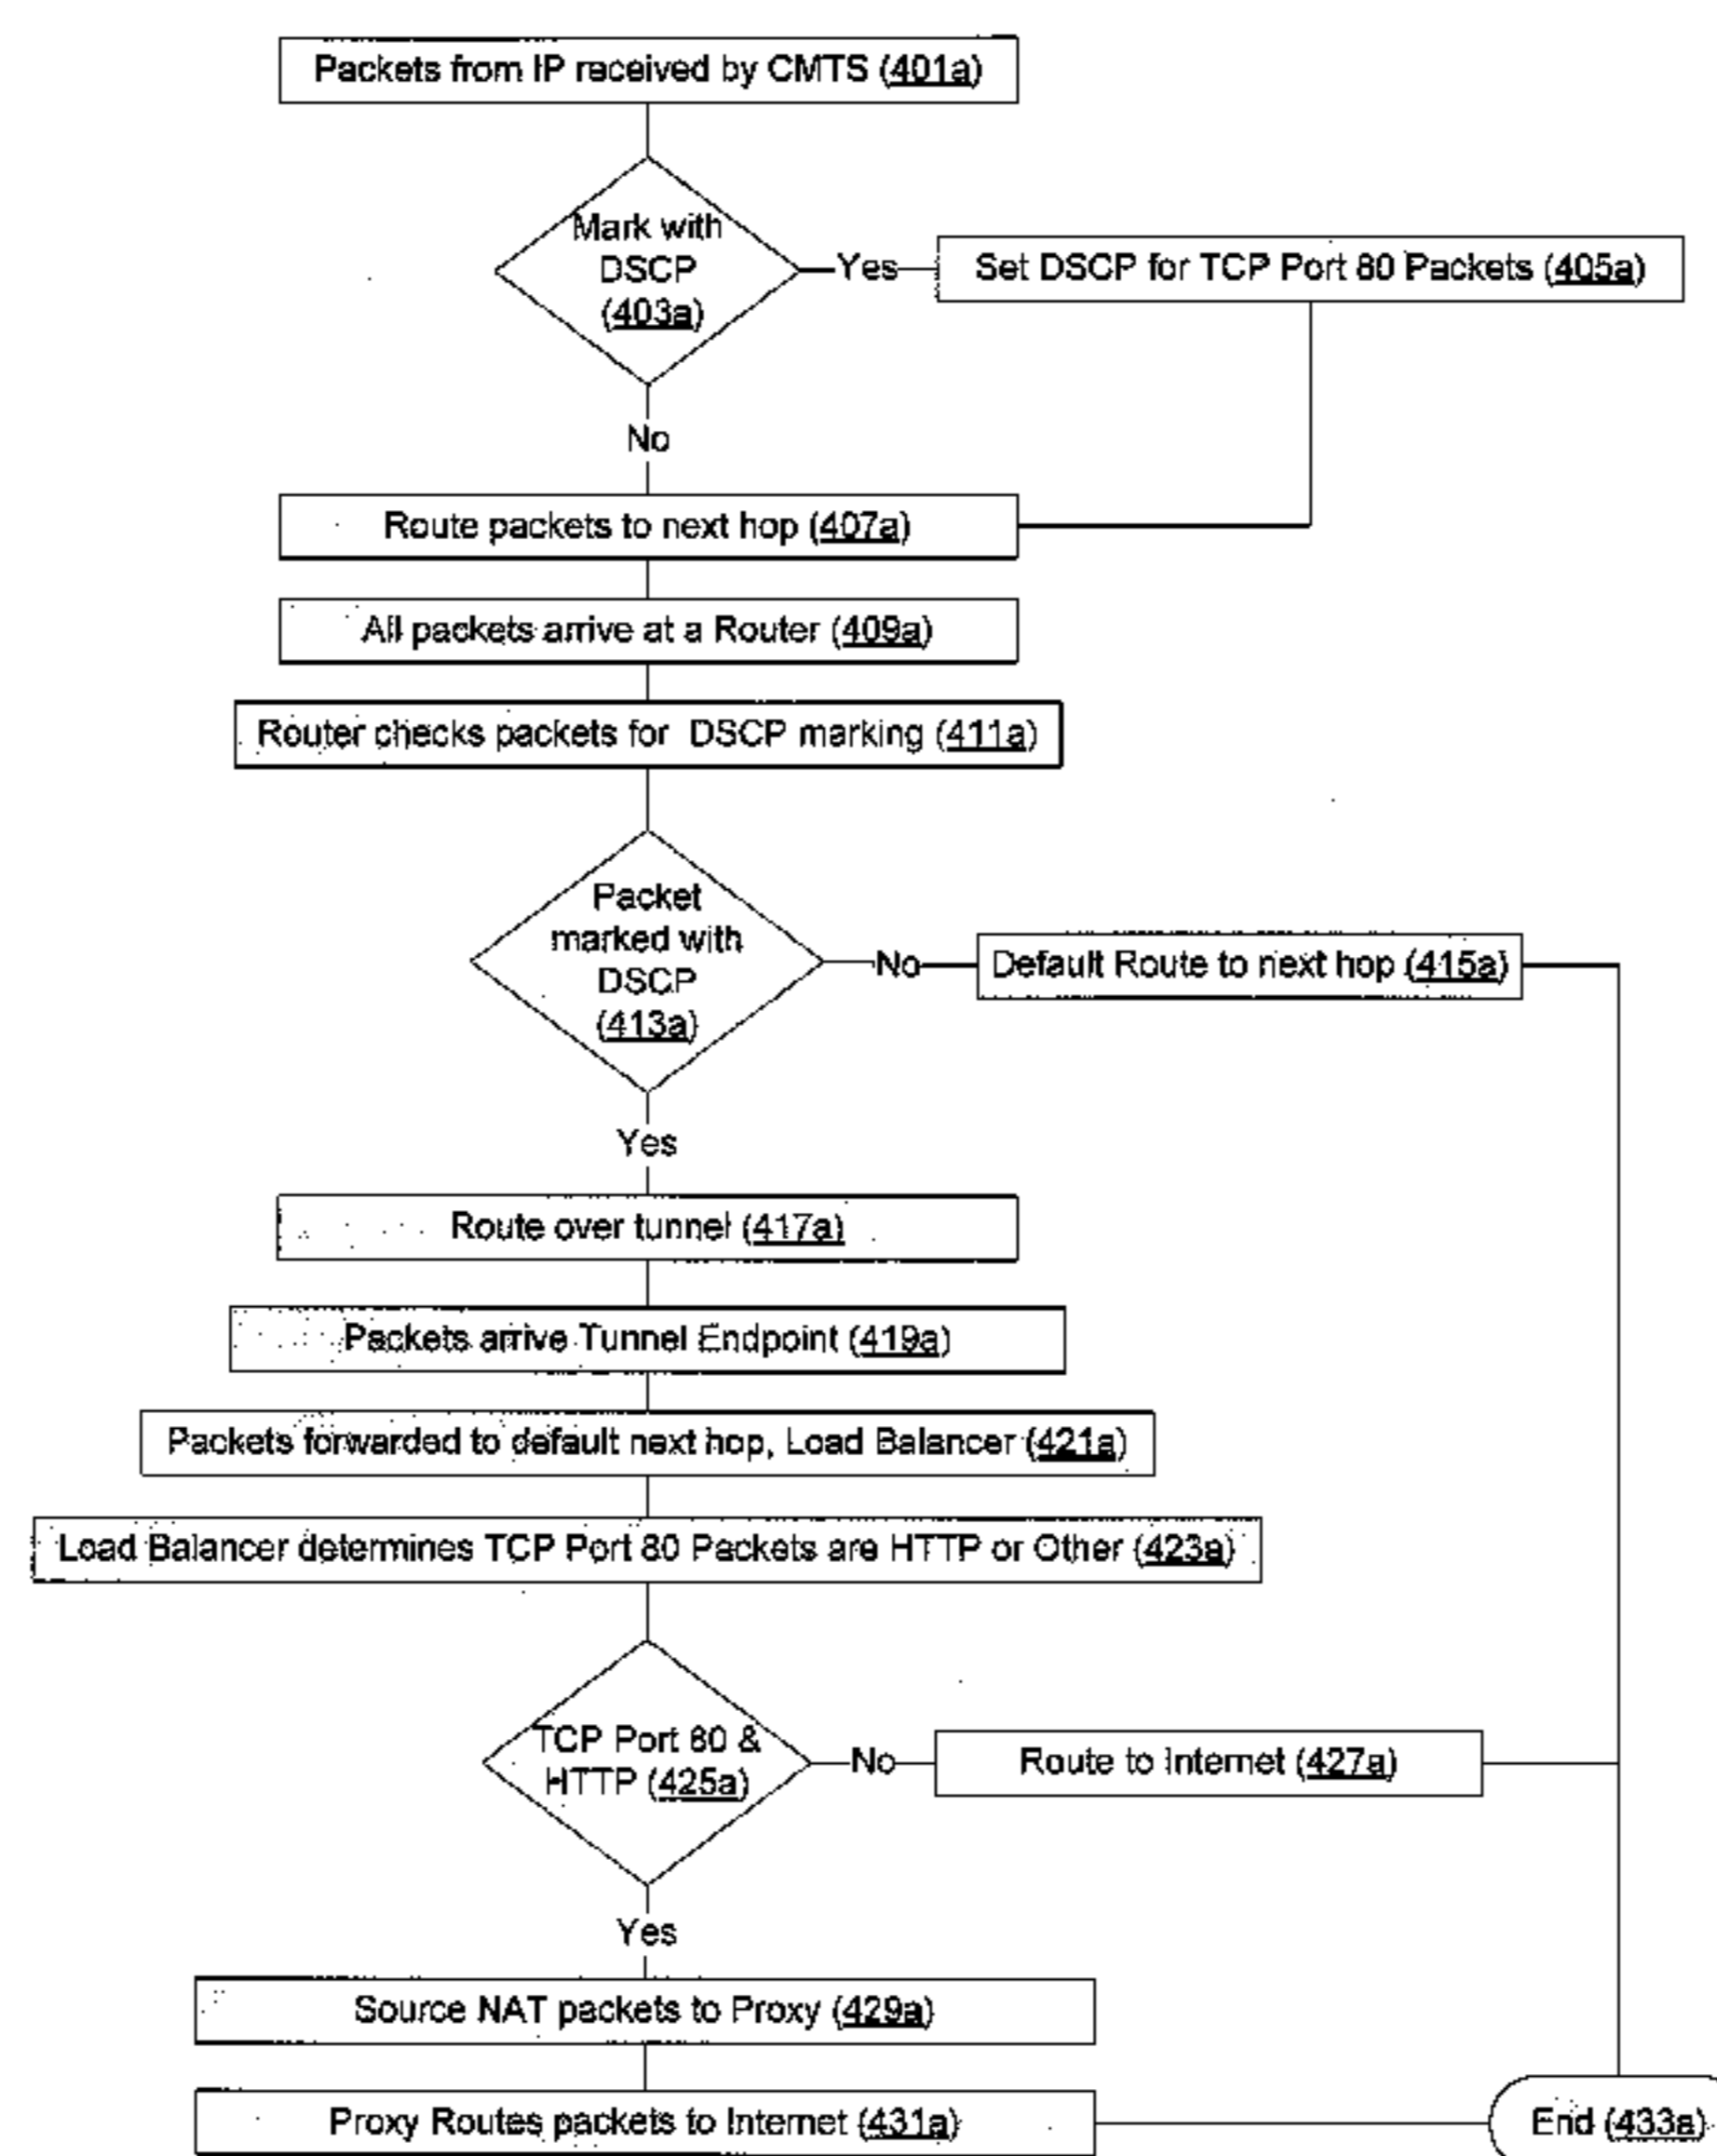 Packets from IP received by CMTS (401a)
Mark with
DSCP
(403a)
Yes
Set DSCP for TCP Port 80 Packets (405a)
No
Route packets to next hop (407a)
All packets arrive at a Router (409a)
Router checks packets for DSCP marking (411a)
Packet
marked with
DSCP
(413a)
No
Default Route to next hop (415a)
Yes
Route over tunnel (417a)
Packets arrive Tunnel Endpoint (419a)
Packets forwarded to default next hop, Load Balancer (421a)
Load Balancer determines TCP Port 80 Packets are HTTP or Other (423a)
TCP Port 80 &
HTTP (425a)
No
Route to Internet (427a)
Yes
Source NAT packets to Proxy (429a)
Proxy Routes packets to Internet (431a)
End (433a)